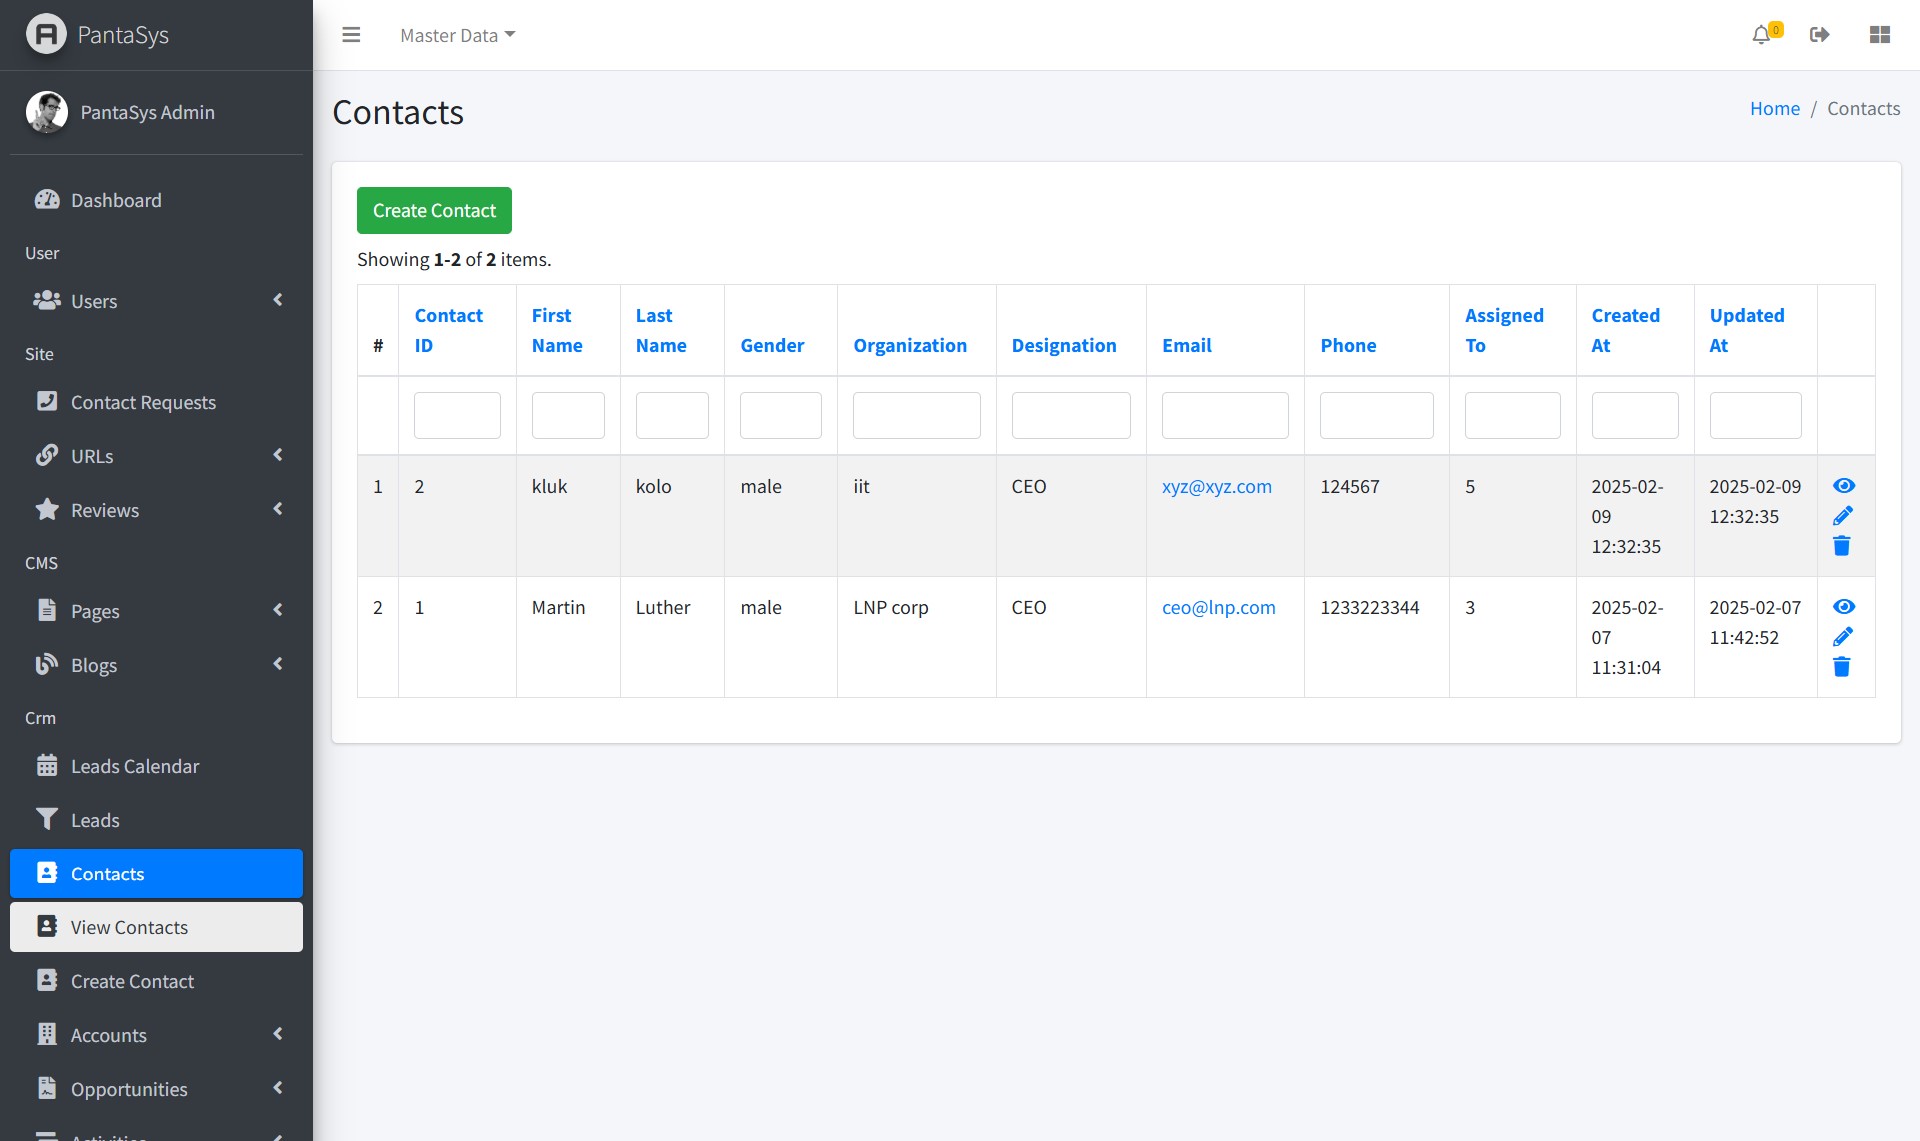 PantaSys
Master Data
0
PantaSys Admin
Contacts
Home / Contacts
Dashboard
User
Users
Site
Contact Requests
URLs
Reviews
CMS
Pages
Blogs
Crm
Leads Calendar
Leads
Contacts
View Contacts
Create Contact
Accounts
Opportunities
Activities
Create Contact
Showing 1-2 of 2 items.
# Contact ID First Name Last Name Gender Organization Designation Email Phone Assigned To Created At Updated At
1 2 kluk kolo male iit CEO xyz@xyz.com 124567 5 2025-02-09 12:32:35 2025-02-09 12:32:35
2 1 Martin Luther male LNP corp CEO ceo@lnp.com 1233223344 3 2025-02-07 11:31:04 2025-02-07 11:42:52